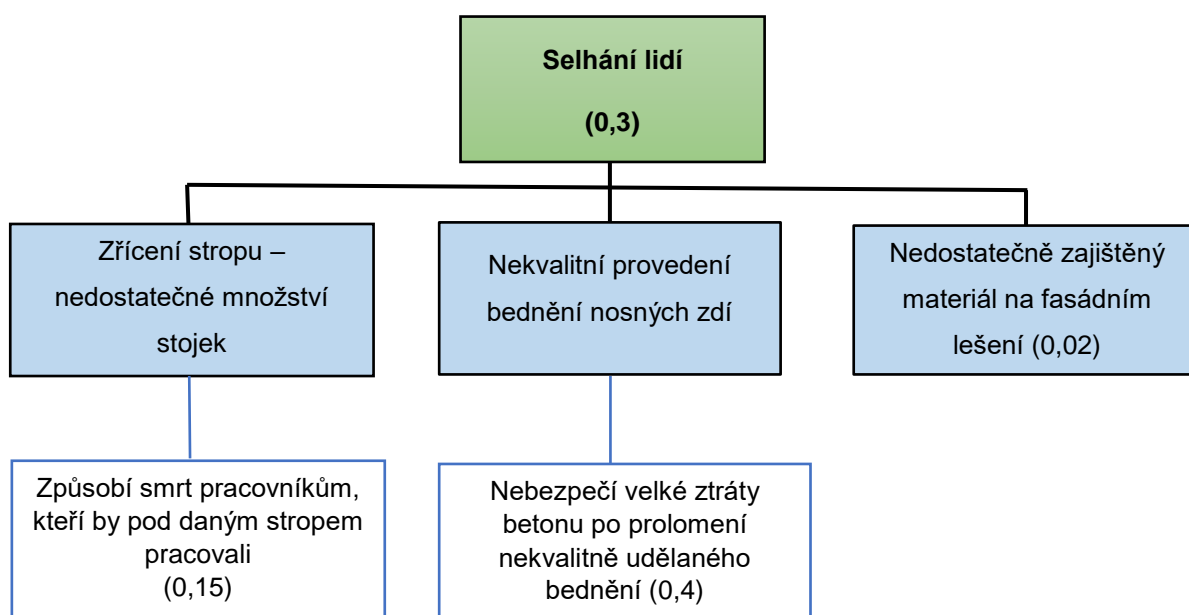 Selhání lidí
(0,3)
Zřícení stropu –
nedostatečné množství
stojek
Nekvalitní provedení
bednění nosných zdí
Nedostatečně zajištěný
materiál na fasádním
lešení (0,02)
Způsobí smrt pracovníkům,
kteří by pod daným stropem
pracovali
(0,15)
Nebezpečí velké ztráty
betonu po prolomení
nekvalitně udělaného
bednění (0,4)